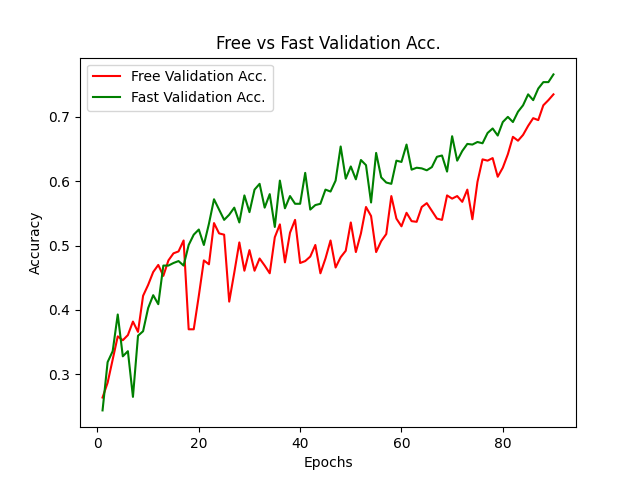 Free vs Fast Validation Acc.
Free Validation Acc.
Fast Validation Acc.
0.7
0.6
0.5
0.4
0.3
Accuracy
0 20 40 60 80
Epochs